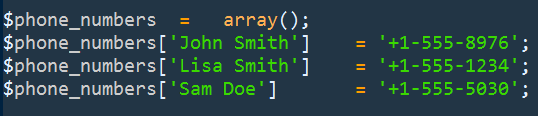 $phone_numbers  =   array();
$phone_numbers['John Smith']    = '+1-555-8976';
$phone_numbers['Lisa Smith']    = '+1-555-1234';
$phone_numbers['Sam Doe']       = '+1-555-5030';